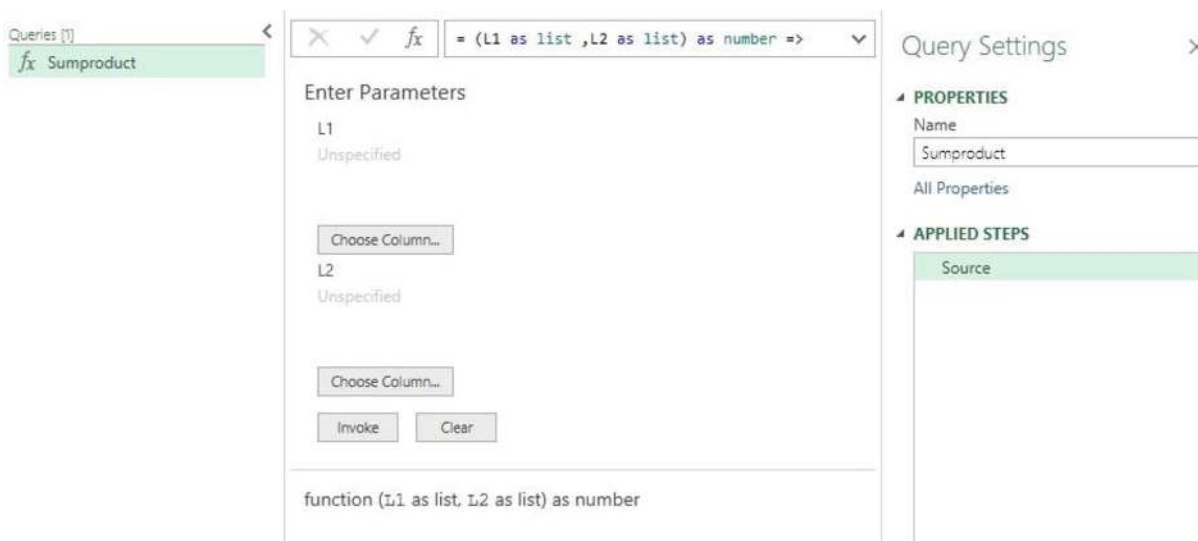 Queries [1]
fx Sumproduct
fx = (L1 as list ,L2 as list) as number =>
Enter Parameters
L1
Unspecified
Choose Column...
L2
Unspecified
Choose Column...
Invoke Clear
function (L1 as list, L2 as list) as number
Query Settings
PROPERTIES
Name
Sumproduct
All Properties
APPLIED STEPS
Source